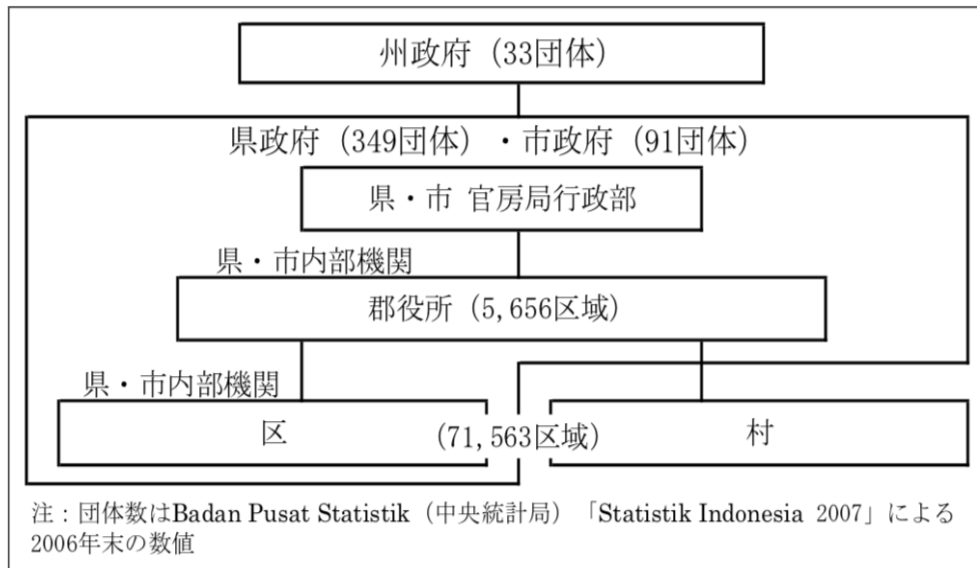 州政府（33団体）
県政府（349団体）・市政府（91団体）
県・市 官房局行政部
県・市内部機関
郡役所（5,656区域）
県・市内部機関
区
（71,563区域）
村
注：団体数はBadan Pusat Statistik（中央統計局）「Statistik Indonesia 2007」による
2006年末の数値